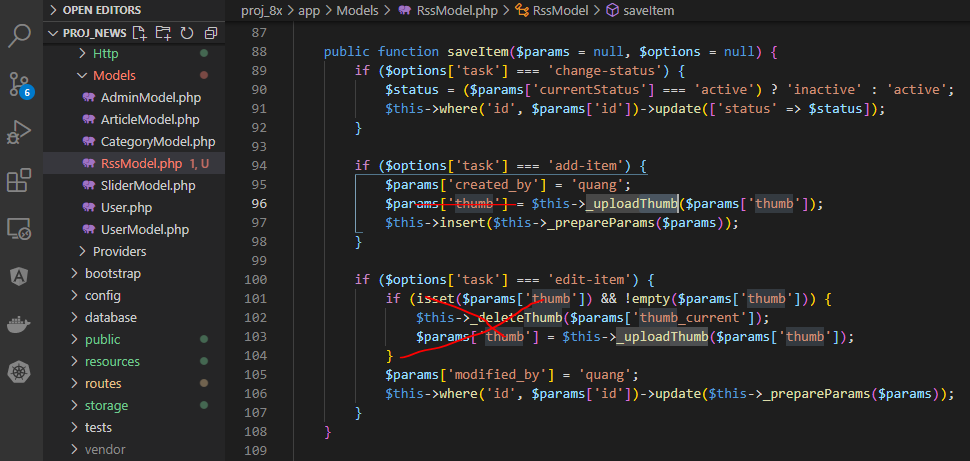 OPEN EDITORS
PROJ_NEWS
Http
Models
AdminModel.php
ArticleModel.php
CategoryModel.php
RssModel.php 1, U
SliderModel.php
User.php
UserModel.php
Providers
bootstrap
config
database
public
resources
routes
storage
tests
vendor
6
proj_8x > app > Models > RssModel.php > RssModel > saveItem
87
88 public function saveItem($params = null, $options = null) {
89 if ($options['task'] === 'change-status') {
90 $status = ($params['currentStatus'] === 'active') ? 'inactive' : 'active';
91 $this->where('id', $params['id'])->update(['status' => $status]);
92 }
93
94 if ($options['task'] === 'add-item') {
95 $params['created_by'] = 'quang';
96 $params['thumb'] = $this->_uploadThumb($params['thumb']);
97 $this->insert($this->_prepareParams($params));
98 }
99
100 if ($options['task'] === 'edit-item') {
101 if (isset($params['thumb']) && !empty($params['thumb'])) {
102 $this->_deleteThumb($params['thumb_current']);
103 $params['thumb'] = $this->_uploadThumb($params['thumb']);
104 }
105 $params['modified_by'] = 'quang';
106 $this->where('id', $params['id'])->update($this->_prepareParams($params));
107 }
108 }
109